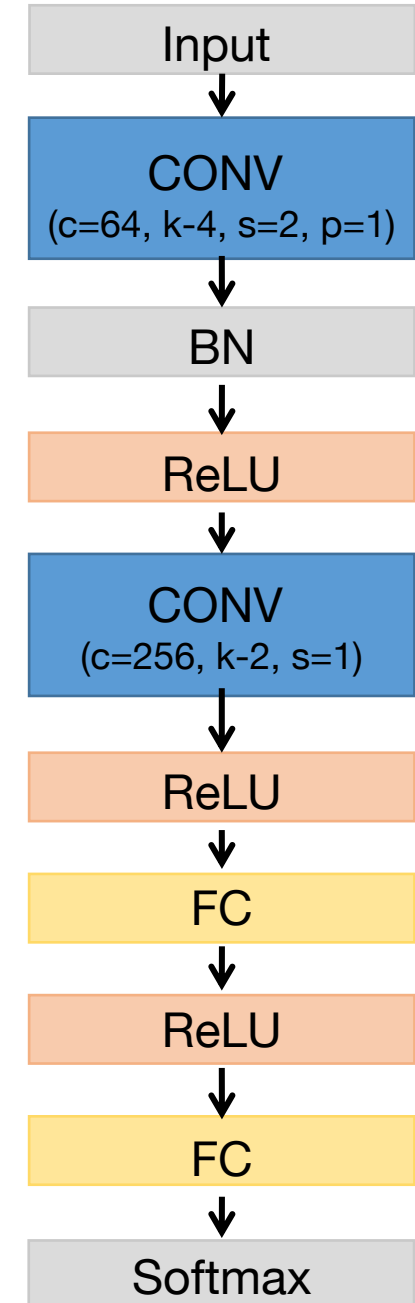 Input
CONV
(c=64, k-4, s=2, p=1)
BN
ReLU
CONV
(c=256, k-2, s=1)
ReLU
FC
ReLU
FC
Softmax